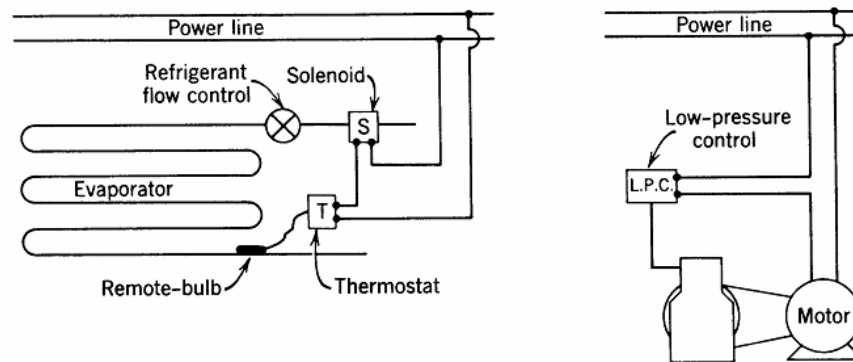 Power line
Refrigerant
flow control
Solenoid
S
Evaporator
T
Remote-bulb
Thermostat
Power line
Low-pressure
control
L.P.C.
Motor